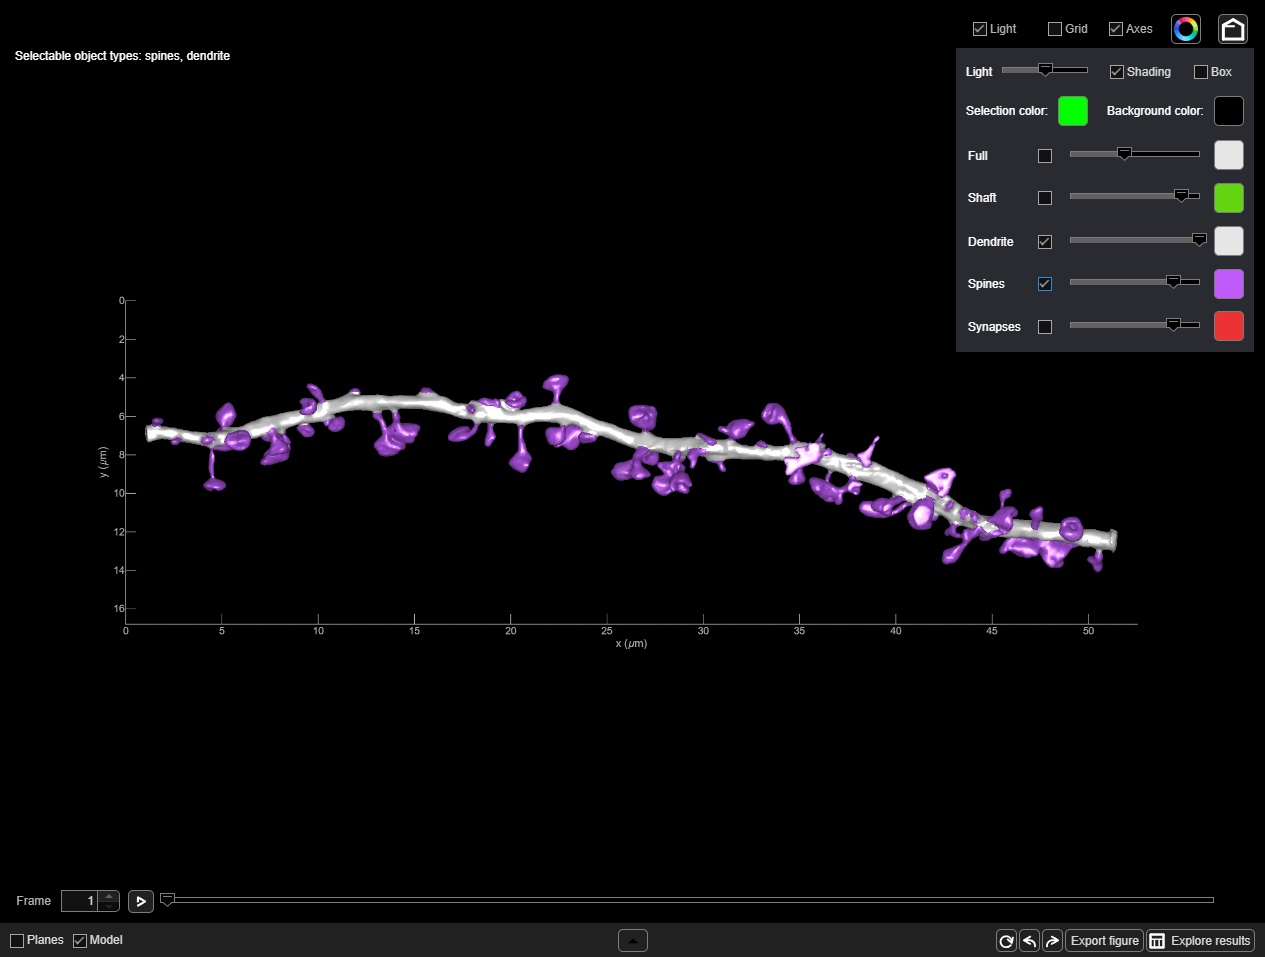 Light Grid Axes
Selectable object types: spines, dendrite
Light Shading Box
Selection color: Background color:
Full
Shaft
Dendrite
Spines
Synapses
0
2
4
6
8
10
12
14
16
y (μm)
0 5 10 15 20 25 30 35 40 45 50
x (μm)
Frame 1
Planes Model Export figure Explore results